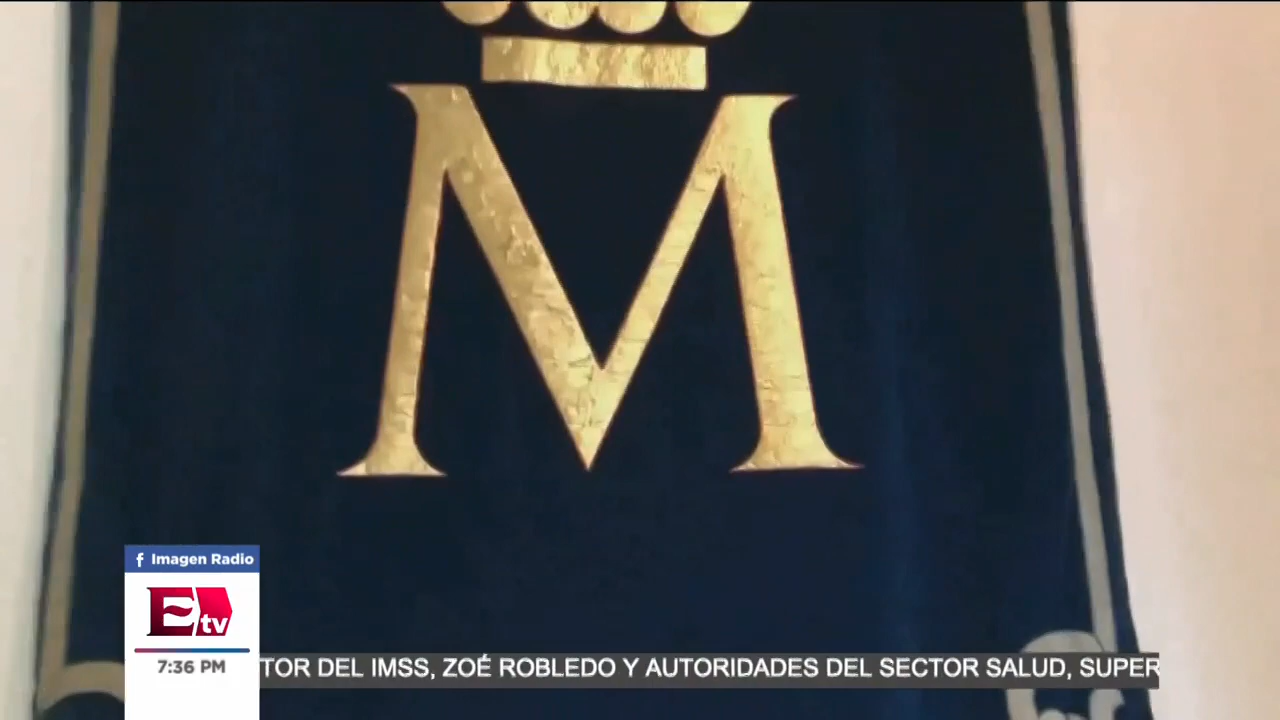 M
f Imagen Radio
Etv
7:36 PM
TOR DEL IMSS, ZOÉ ROBLEDO Y AUTORIDADES DEL SECTOR SALUD, SUPER